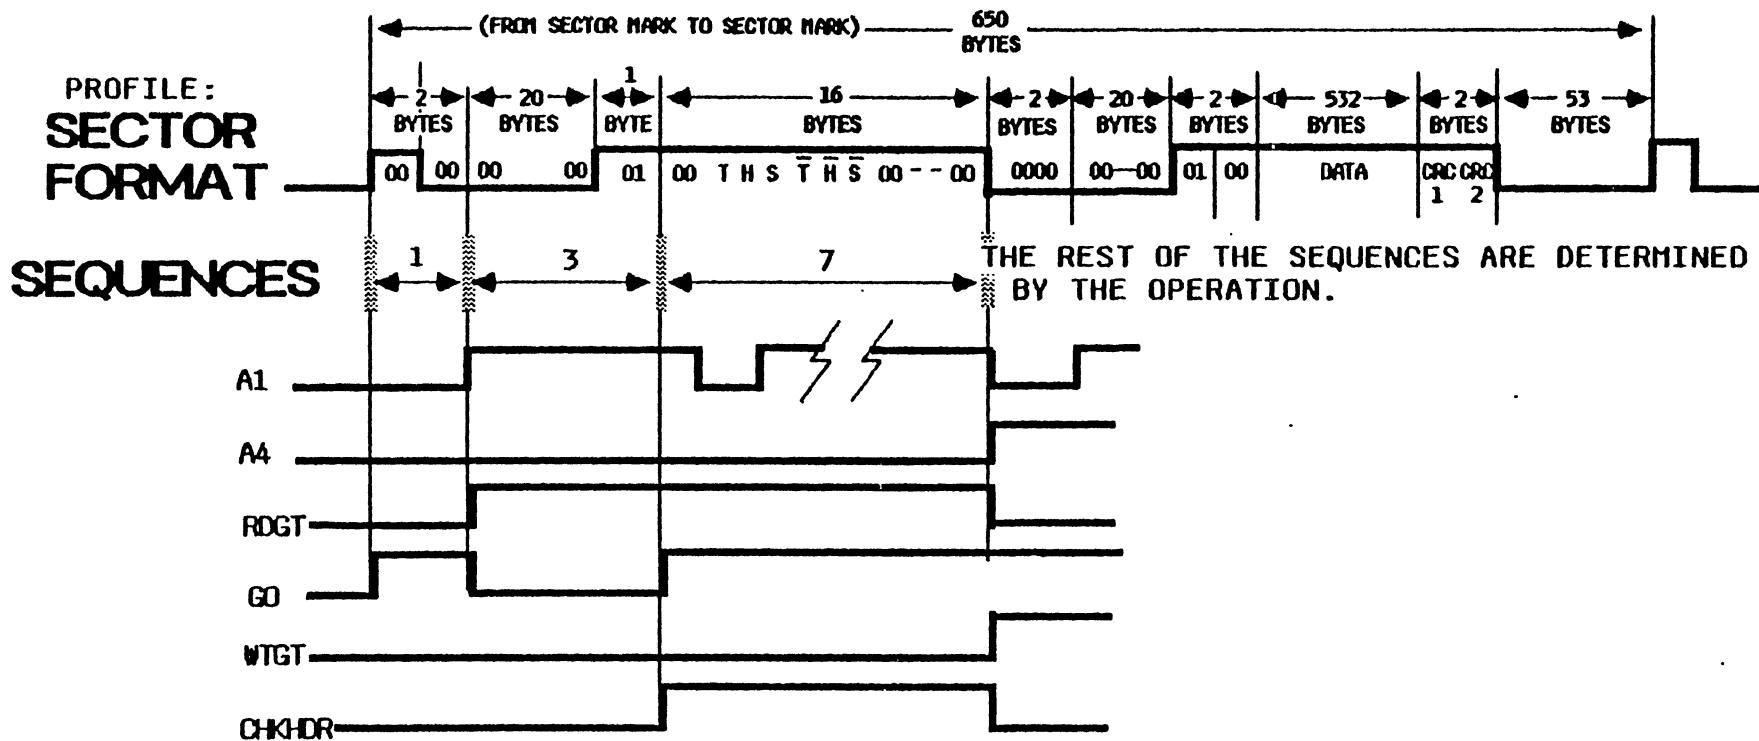 (FROM SECTOR MARK TO SECTOR MARK) 650 BYTES
PROFILE:
SECTOR
FORMAT
2 BYTES 20 BYTES 1 BYTE 16 BYTES 2 BYTES 20 BYTES 2 BYTES 532 BYTES 2 BYTES 53 BYTES
00 00 00 00 01 00 T H S T̅ H̅ S̅ 00 -- 00 0000 00--00 01 00 DATA CRC 1 CRC 2
SEQUENCES
1 3 7
THE REST OF THE SEQUENCES ARE DETERMINED
BY THE OPERATION.
A1
A4
RDGT
GO
WTGT
CHKHDR